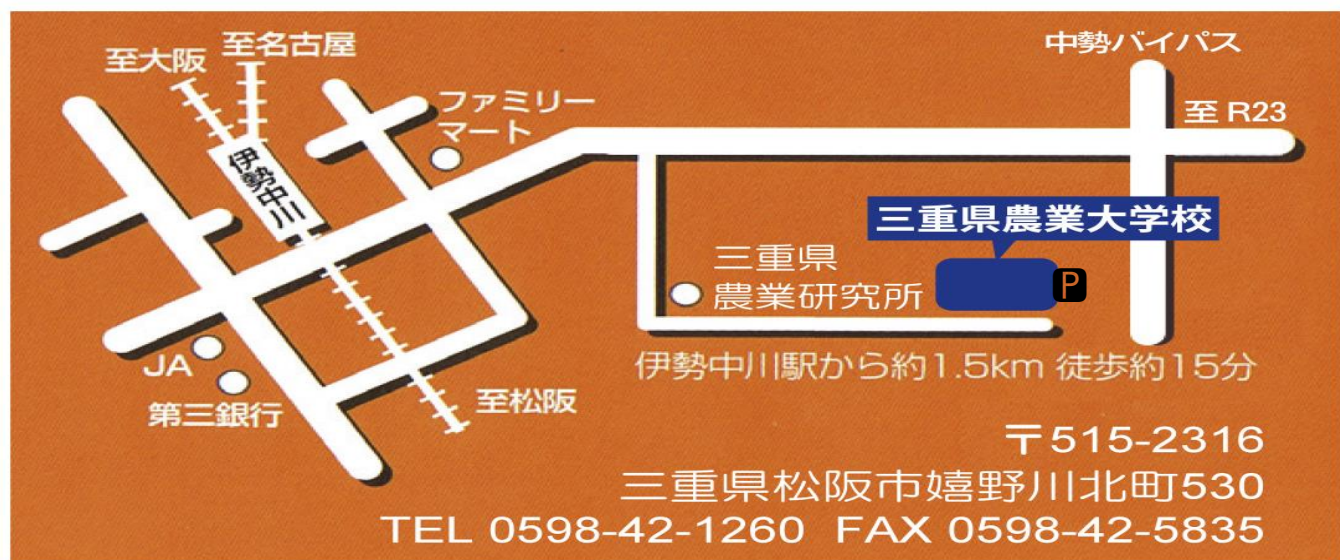 至大阪
至名古屋
中勢バイパス
ファミリー
マート
至 R23
伊勢中川
三重県農業大学校
三重県
農業研究所
P
JA
第三銀行
至松阪
伊勢中川駅から約1.5km 徒歩約15分
〒515-2316
三重県松阪市嬉野川北町530
TEL 0598-42-1260 FAX 0598-42-5835